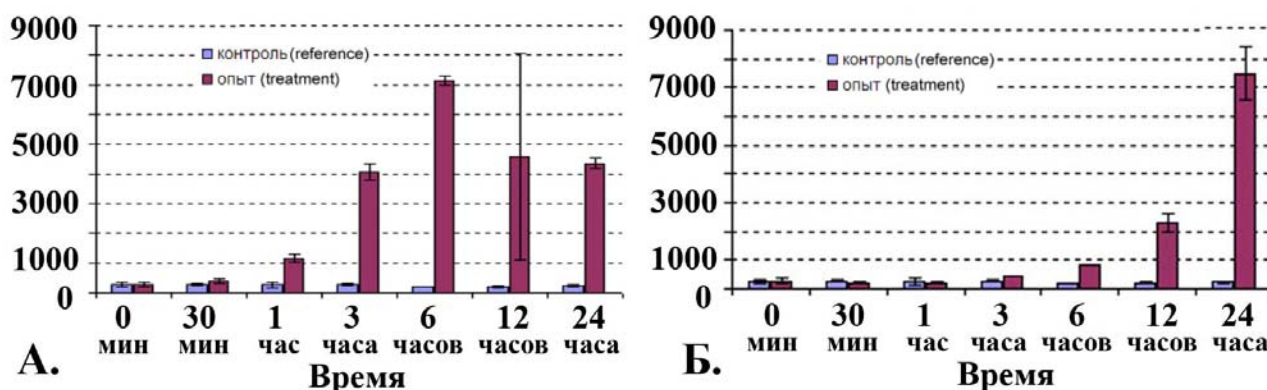 9000
7000
5000
3000
1000
0
контроль (reference)
опыт (treatment)
0 30 1 3 6 12 24
мин мин час часа часов часов часа
А. Время
9000
7000
5000
3000
1000
0
контроль (reference)
опыт (treatment)
0 30 1 3 6 12 24
мин мин час часа часов часов часа
Б. Время